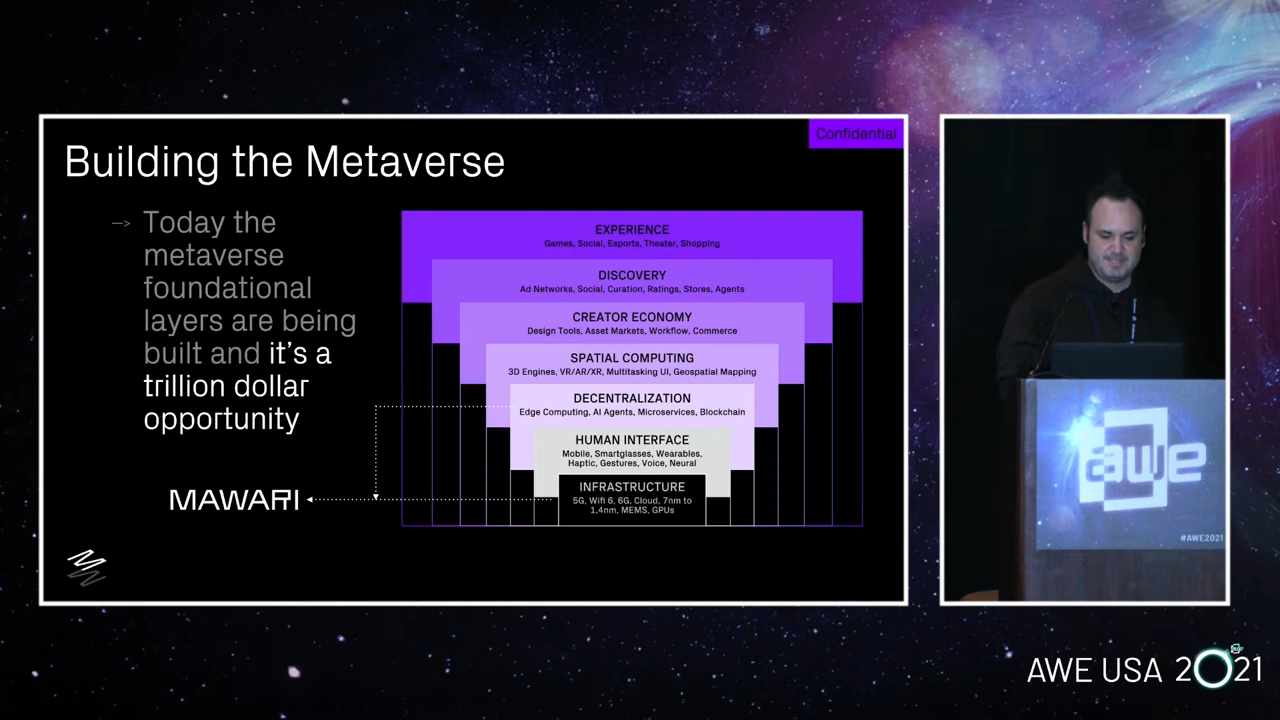 Confidential
Building the Metaverse
Today the
metaverse
foundational
layers are being
built and it's a
trillion dollar
opportunity
MAWARI
EXPERIENCE
Games, Social, Esports, Theater, Shopping
DISCOVERY
Ad Networks, Social, Curation, Ratings, Stores, Agents
CREATOR ECONOMY
Design Tools, Asset Markets, Workflow, Commerce
SPATIAL COMPUTING
3D Engines, VR/AR/XR, Multitasking UI, Geospatial Mapping
DECENTRALIZATION
Edge Computing, AI Agents, Microservices, Blockchain
HUMAN INTERFACE
Mobile, Smartglasses, Wearables,
Haptic, Gestures, Voice, Neural
INFRASTRUCTURE
5G, Wifi 6, 6G, Cloud, 7nm to
1,4nm, MEMS, GPUs
awe
#AWE2021
AWE USA 2021